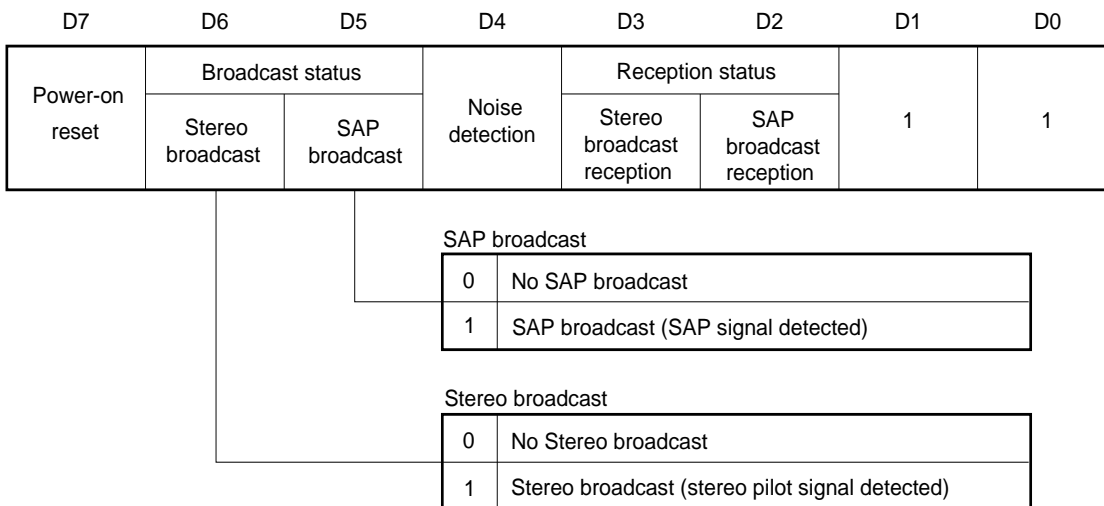 D7 D6 D5 D4 D3 D2 D1 D0
Power-on
reset
Broadcast status
Stereo
broadcast
SAP
broadcast
Noise
detection
Reception status
Stereo
broadcast
reception
SAP
broadcast
reception
1
1
SAP broadcast
0 No SAP broadcast
1 SAP broadcast (SAP signal detected)
Stereo broadcast
0 No Stereo broadcast
1 Stereo broadcast (stereo pilot signal detected)